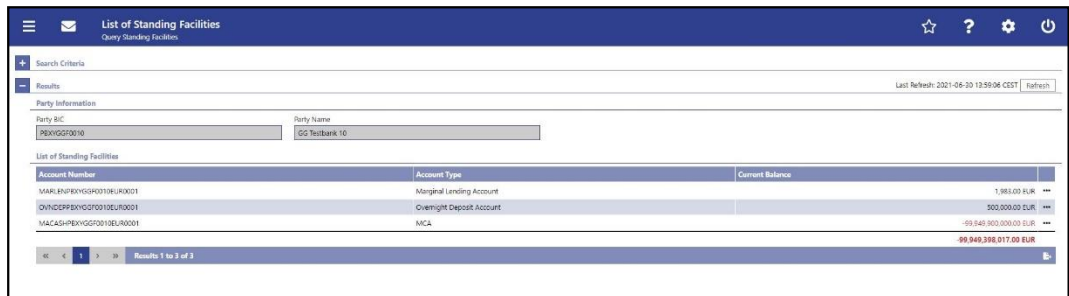 List of Standing Facilities
Query Standing Facilities
Search Criteria
Results Last Refresh: 2021-06-30 13:59:06 CEST Refresh
Party Information
Party BIC Party Name
PBXYGGF0010 GG Testbank 10
List of Standing Facilities
Account Number Account Type Current Balance
MARLENPBXYGGF0010EUR0001 Marginal Lending Account 1,983.00 EUR
OVNDEPPBXYGGF0010EUR0001 Overnight Deposit Account 500,000.00 EUR
MACASHPBXYGGF0010EUR0001 MCA -99,949,900,000.00 EUR
-99,949,398,017.00 EUR
1 Results 1 to 3 of 3